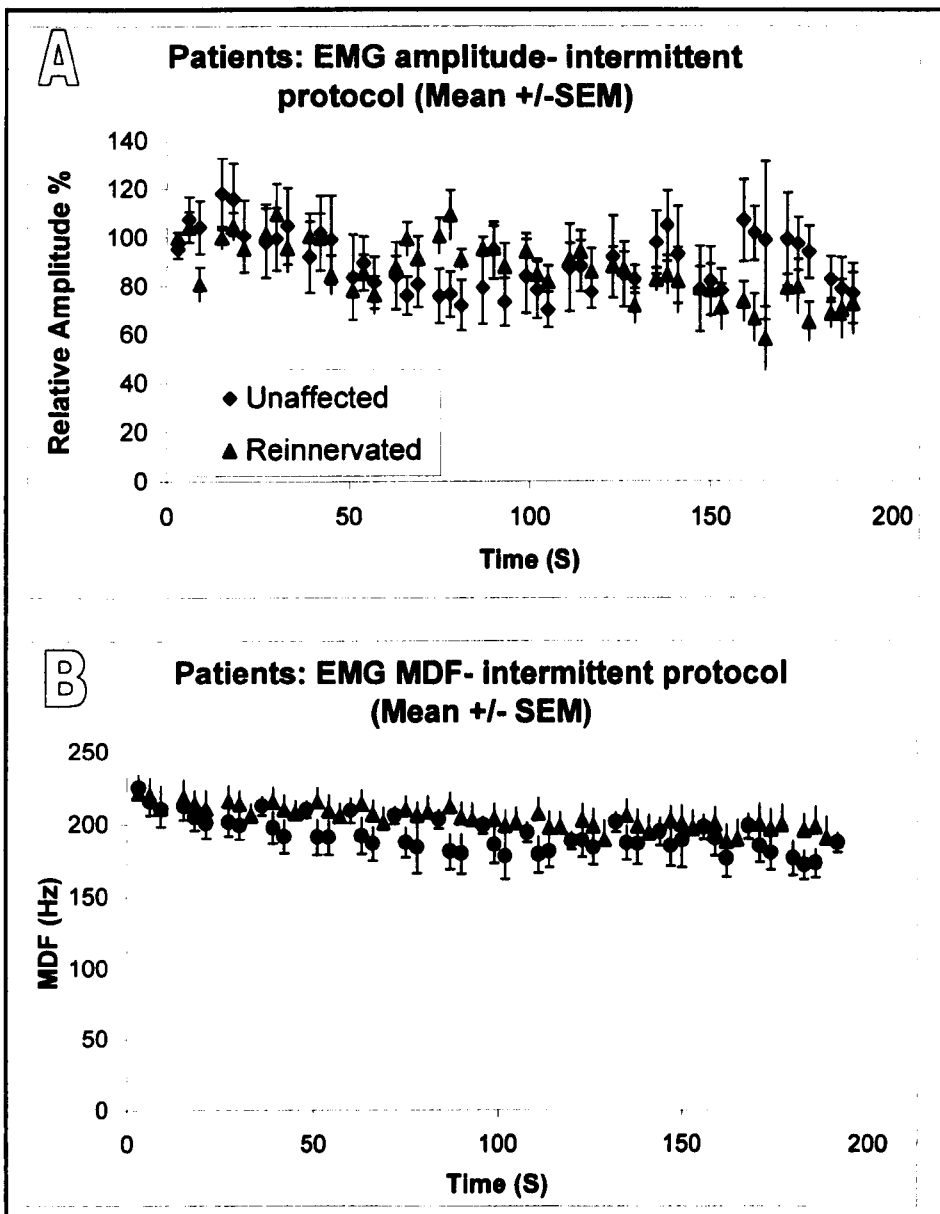 A
Patients: EMG amplitude- intermittent
protocol (Mean +/-SEM)
Relative Amplitude %
140
120
100
80
60
40
20
0
◆ Unaffected
▲ Reinnervated
0 50 100 150 200
Time (S)
B
Patients: EMG MDF- intermittent protocol
(Mean +/- SEM)
MDF (Hz)
250
200
150
100
50
0
0 50 100 150 200
Time (S)